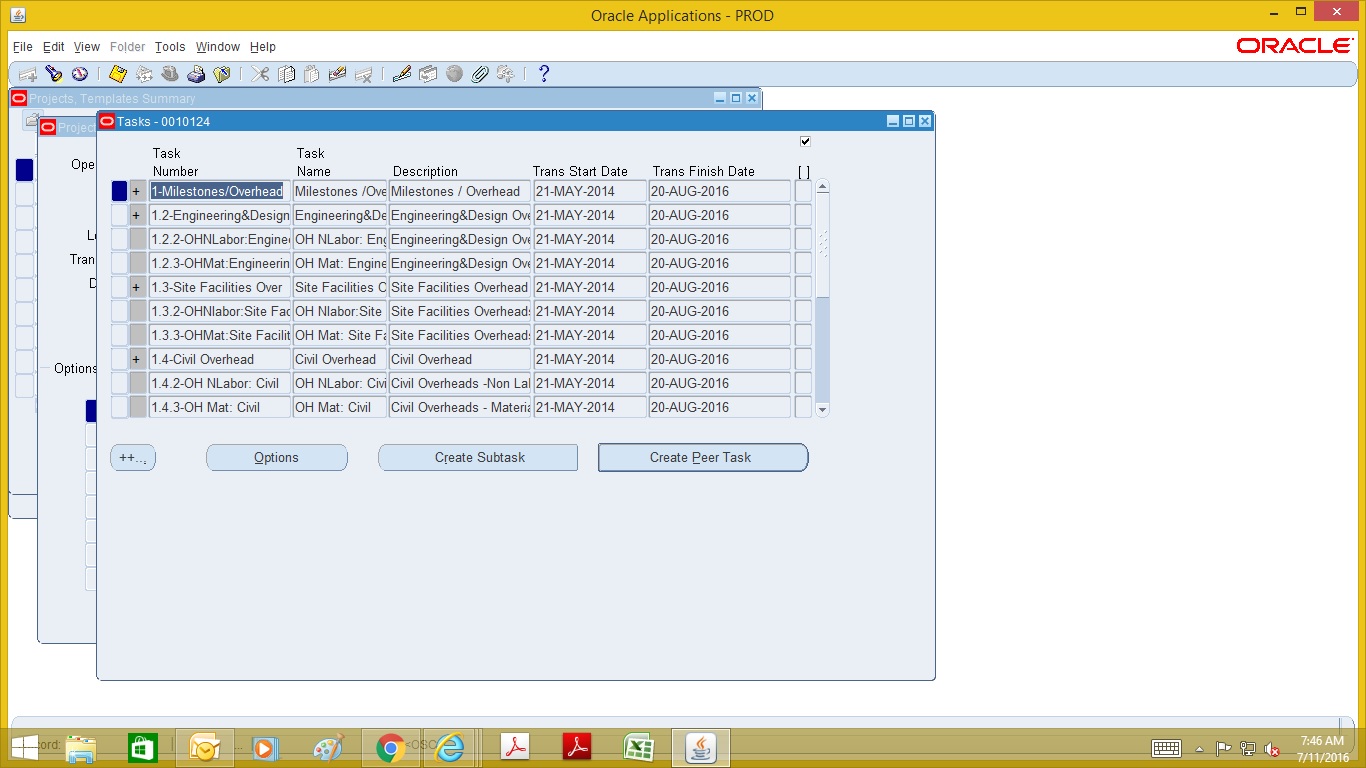 Oracle Applications - PROD
File Edit View Folder Tools Window Help
ORACLE
Projects, Templates Summary
Project
Tasks - 0010124
Ope
Task Task
Number Name Description Trans Start Date Trans Finish Date [ ]
+ 1-Milestones/Overhead Milestones /Ove Milestones / Overhead 21-MAY-2014 20-AUG-2016
+ 1.2-Engineering&Design Engineering&De Engineering&Design Ove 21-MAY-2014 20-AUG-2016
1.2.2-OHNLabor:Enginee OH NLabor: Eng Engineering&Design Ove 21-MAY-2014 20-AUG-2016
1.2.3-OHMat:Engineerin OH Mat: Engine Engineering&Design Ove 21-MAY-2014 20-AUG-2016
Tran
+ 1.3-Site Facilities Over Site Facilities O Site Facilities Overhead 21-MAY-2014 20-AUG-2016
1.3.2-OHNlabor:Site Fac OH Nlabor:Site Site Facilities Overheads 21-MAY-2014 20-AUG-2016
1.3.3-OHMat:Site Facilit OH Mat: Site Fa Site Facilities Overheads 21-MAY-2014 20-AUG-2016
+ 1.4-Civil Overhead Civil Overhead Civil Overhead 21-MAY-2014 20-AUG-2016
Options
1.4.2-OH NLabor: Civil OH NLabor: Civi Civil Overheads -Non Lal 21-MAY-2014 20-AUG-2016
1.4.3-OH Mat: Civil OH Mat: Civil Civil Overheads - Materia 21-MAY-2014 20-AUG-2016
++... Options Create Subtask Create Peer Task
cord: ... <OSC
7:46 AM
7/11/2016